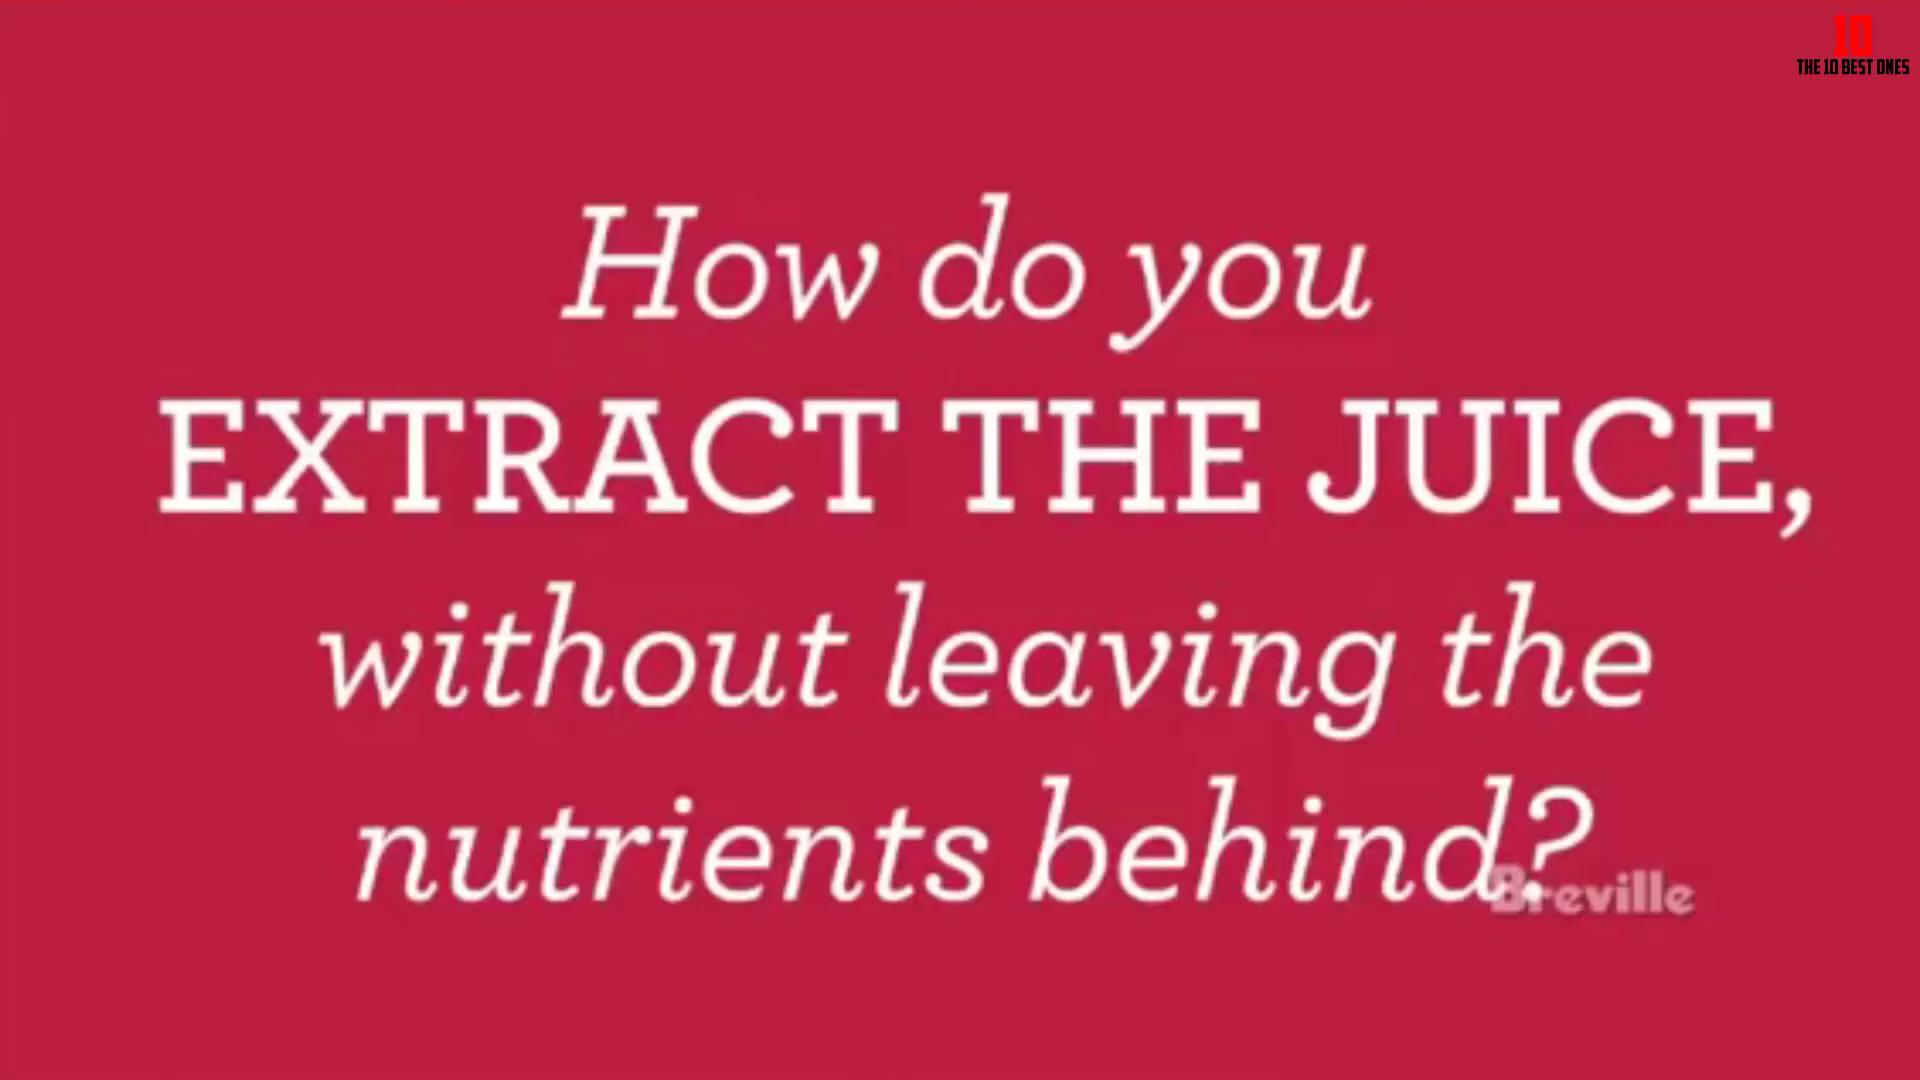 10
THE 10 BEST ONES
How do you
EXTRACT THE JUICE,
without leaving the
nutrients behind?
Breville